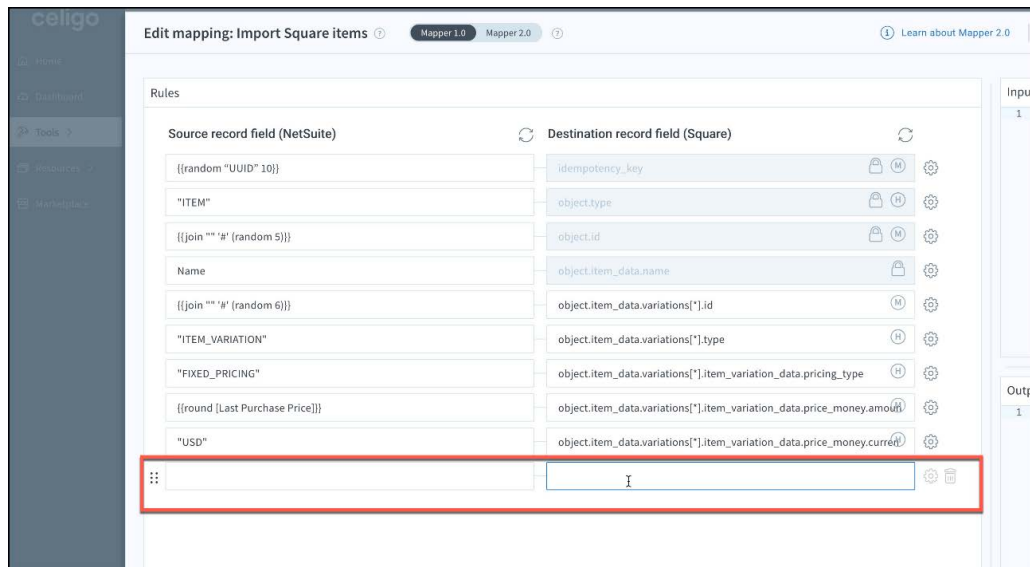 celigo
Edit mapping: Import Square items ? Mapper 1.0 Mapper 2.0 ? i Learn about Mapper 2.0
Home
Dashboard
Tools >
Resources >
Marketplace
Rules
Inpu
1
Source record field (NetSuite) Destination record field (Square)
{{random “UUID” 10}} idempotency_key M
"ITEM" object.type H
{{join "" '#' (random 5)}} object.id M
Name object.item_data.name
{{join "" '#' (random 6)}} object.item_data.variations[*].id M
"ITEM_VARIATION" object.item_data.variations[*].type H
"FIXED_PRICING" object.item_data.variations[*].item_variation_data.pricing_type H
Outp
1
{{round [Last Purchase Price]}} object.item_data.variations[*].item_variation_data.price_money.amoun
"USD" object.item_data.variations[*].item_variation_data.price_money.curren